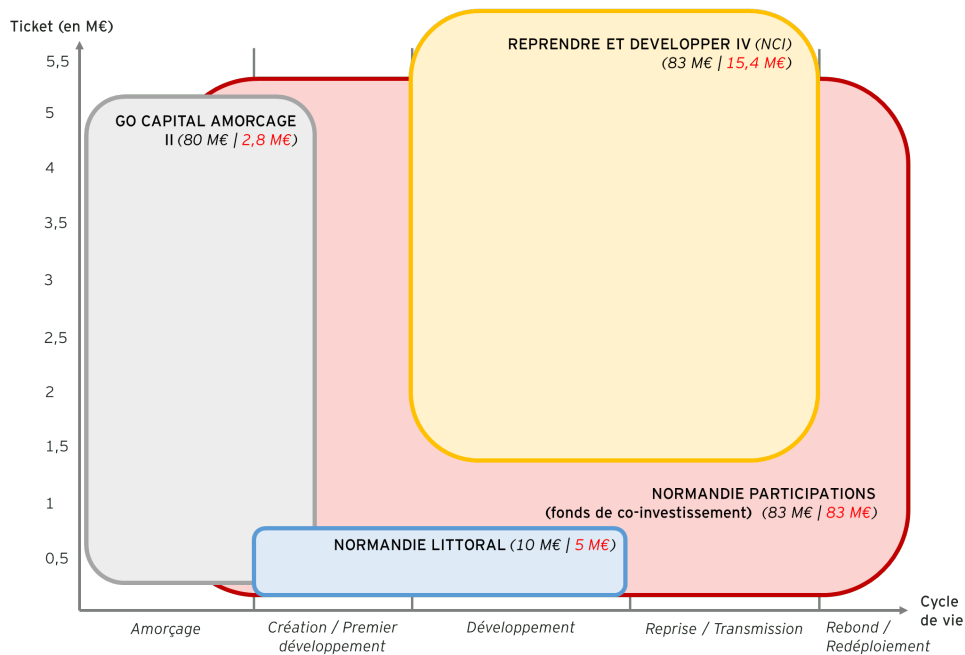 Ticket (en M€)
5,5
5
4
3,5
3
2,5
2
1,5
1
0,5
REPRENDRE ET DEVELOPPER IV (NCI)
(83 M€ | 15,4 M€)
GO CAPITAL AMORCAGE
II (80 M€ | 2,8 M€)
NORMANDIE PARTICIPATIONS
(fonds de co-investissement) (83 M€ | 83 M€)
NORMANDIE LITTORAL (10 M€ | 5 M€)
Cycle
de vie
Amorçage
Création / Premier
développement
Développement
Reprise / Transmission
Rebond /
Redéploiement